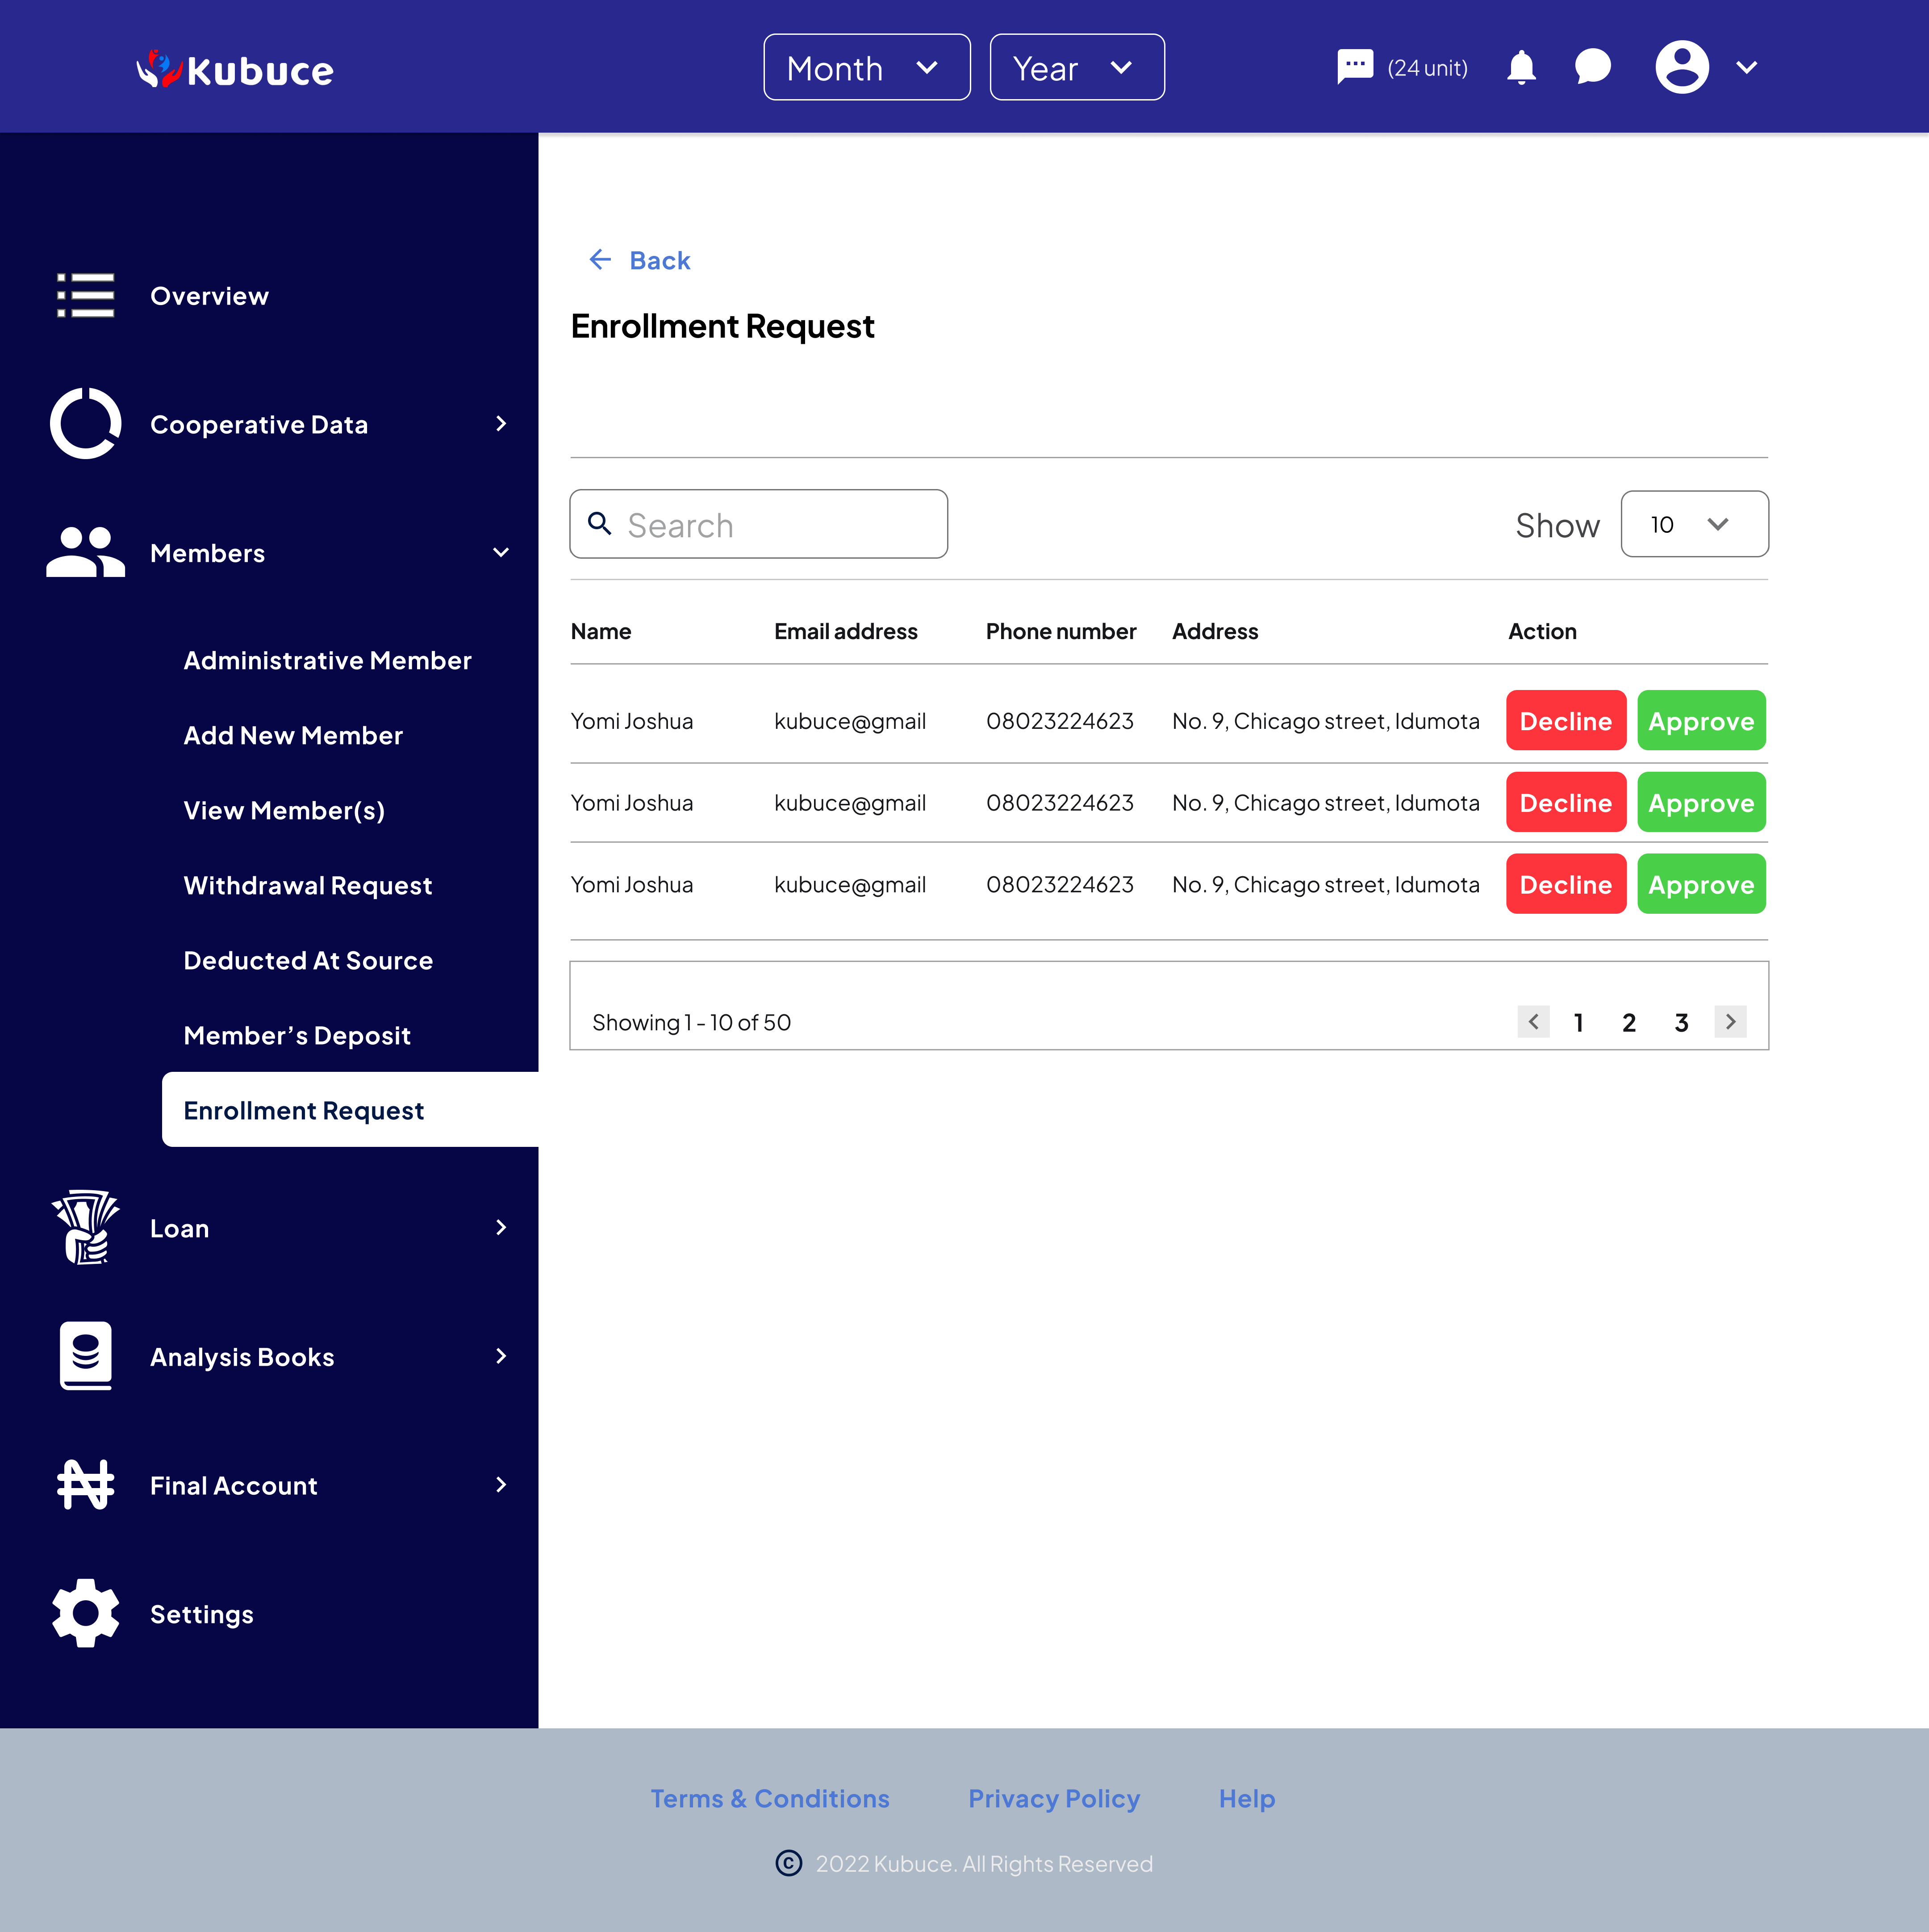 Kubuce
Month
Year
(24 unit)
Overview
Cooperative Data
Members
Administrative Member
Add New Member
View Member(s)
Withdrawal Request
Deducted At Source
Member’s Deposit
Enrollment Request
Loan
Analysis Books
Final Account
Settings
Back
Enrollment Request
Search
Show 10
Name Email address Phone number Address Action
Yomi Joshua kubuce@gmail 08023224623 No. 9, Chicago street, Idumota Decline Approve
Yomi Joshua kubuce@gmail 08023224623 No. 9, Chicago street, Idumota Decline Approve
Yomi Joshua kubuce@gmail 08023224623 No. 9, Chicago street, Idumota Decline Approve
Showing 1 - 10 of 50 1 2 3
Terms & Conditions Privacy Policy Help
© 2022 Kubuce. All Rights Reserved